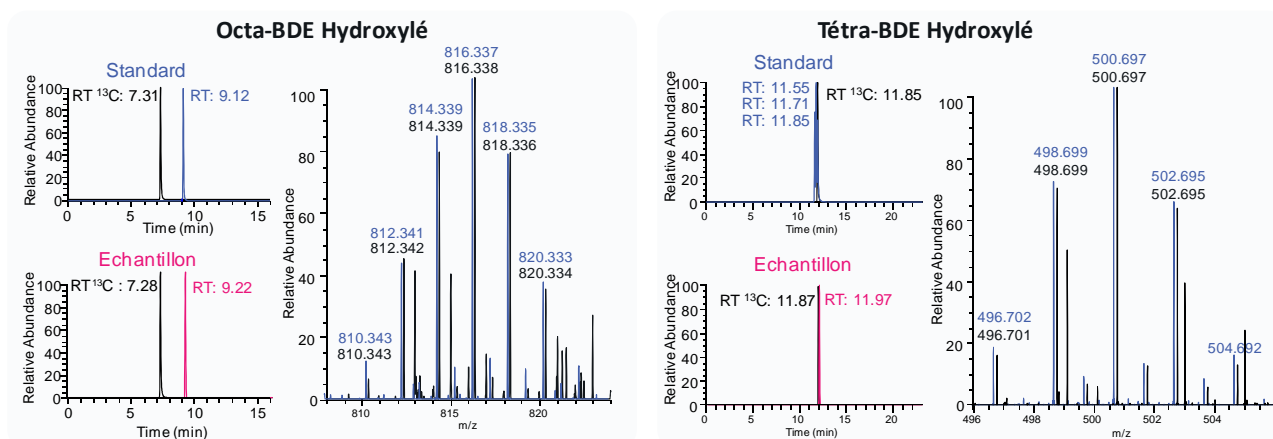 Octa-BDE Hydroxylé
Standard
Relative Abundance
100
80
60
40
20
0
RT 13C: 7.31
RT: 9.12
0 5 10 15
Time (min)
Echantillon
Relative Abundance
100
80
60
40
20
0
RT 13C : 7.28
RT: 9.22
0 5 10 15
Time (min)
Relative Abundance
100
80
60
40
20
0
816.337
816.338
814.339
814.339
818.335
818.336
812.341
812.342
820.333
820.334
810.343
810.343
810 815 820
m/z
Tétra-BDE Hydroxylé
Standard
Relative Abundance
100
80
60
40
20
0
RT: 11.55
RT: 11.71
RT: 11.85
RT 13C: 11.85
0 5 10 15 20
Time (min)
Echantillon
Relative Abundance
100
80
60
40
20
0
RT 13C: 11.87
RT: 11.97
0 5 10 15 20
Time (min)
Relative Abundance
100
80
60
40
20
0
500.697
500.697
498.699
498.699
502.695
502.695
496.702
496.701
504.692
496 498 500 502 504
m/z